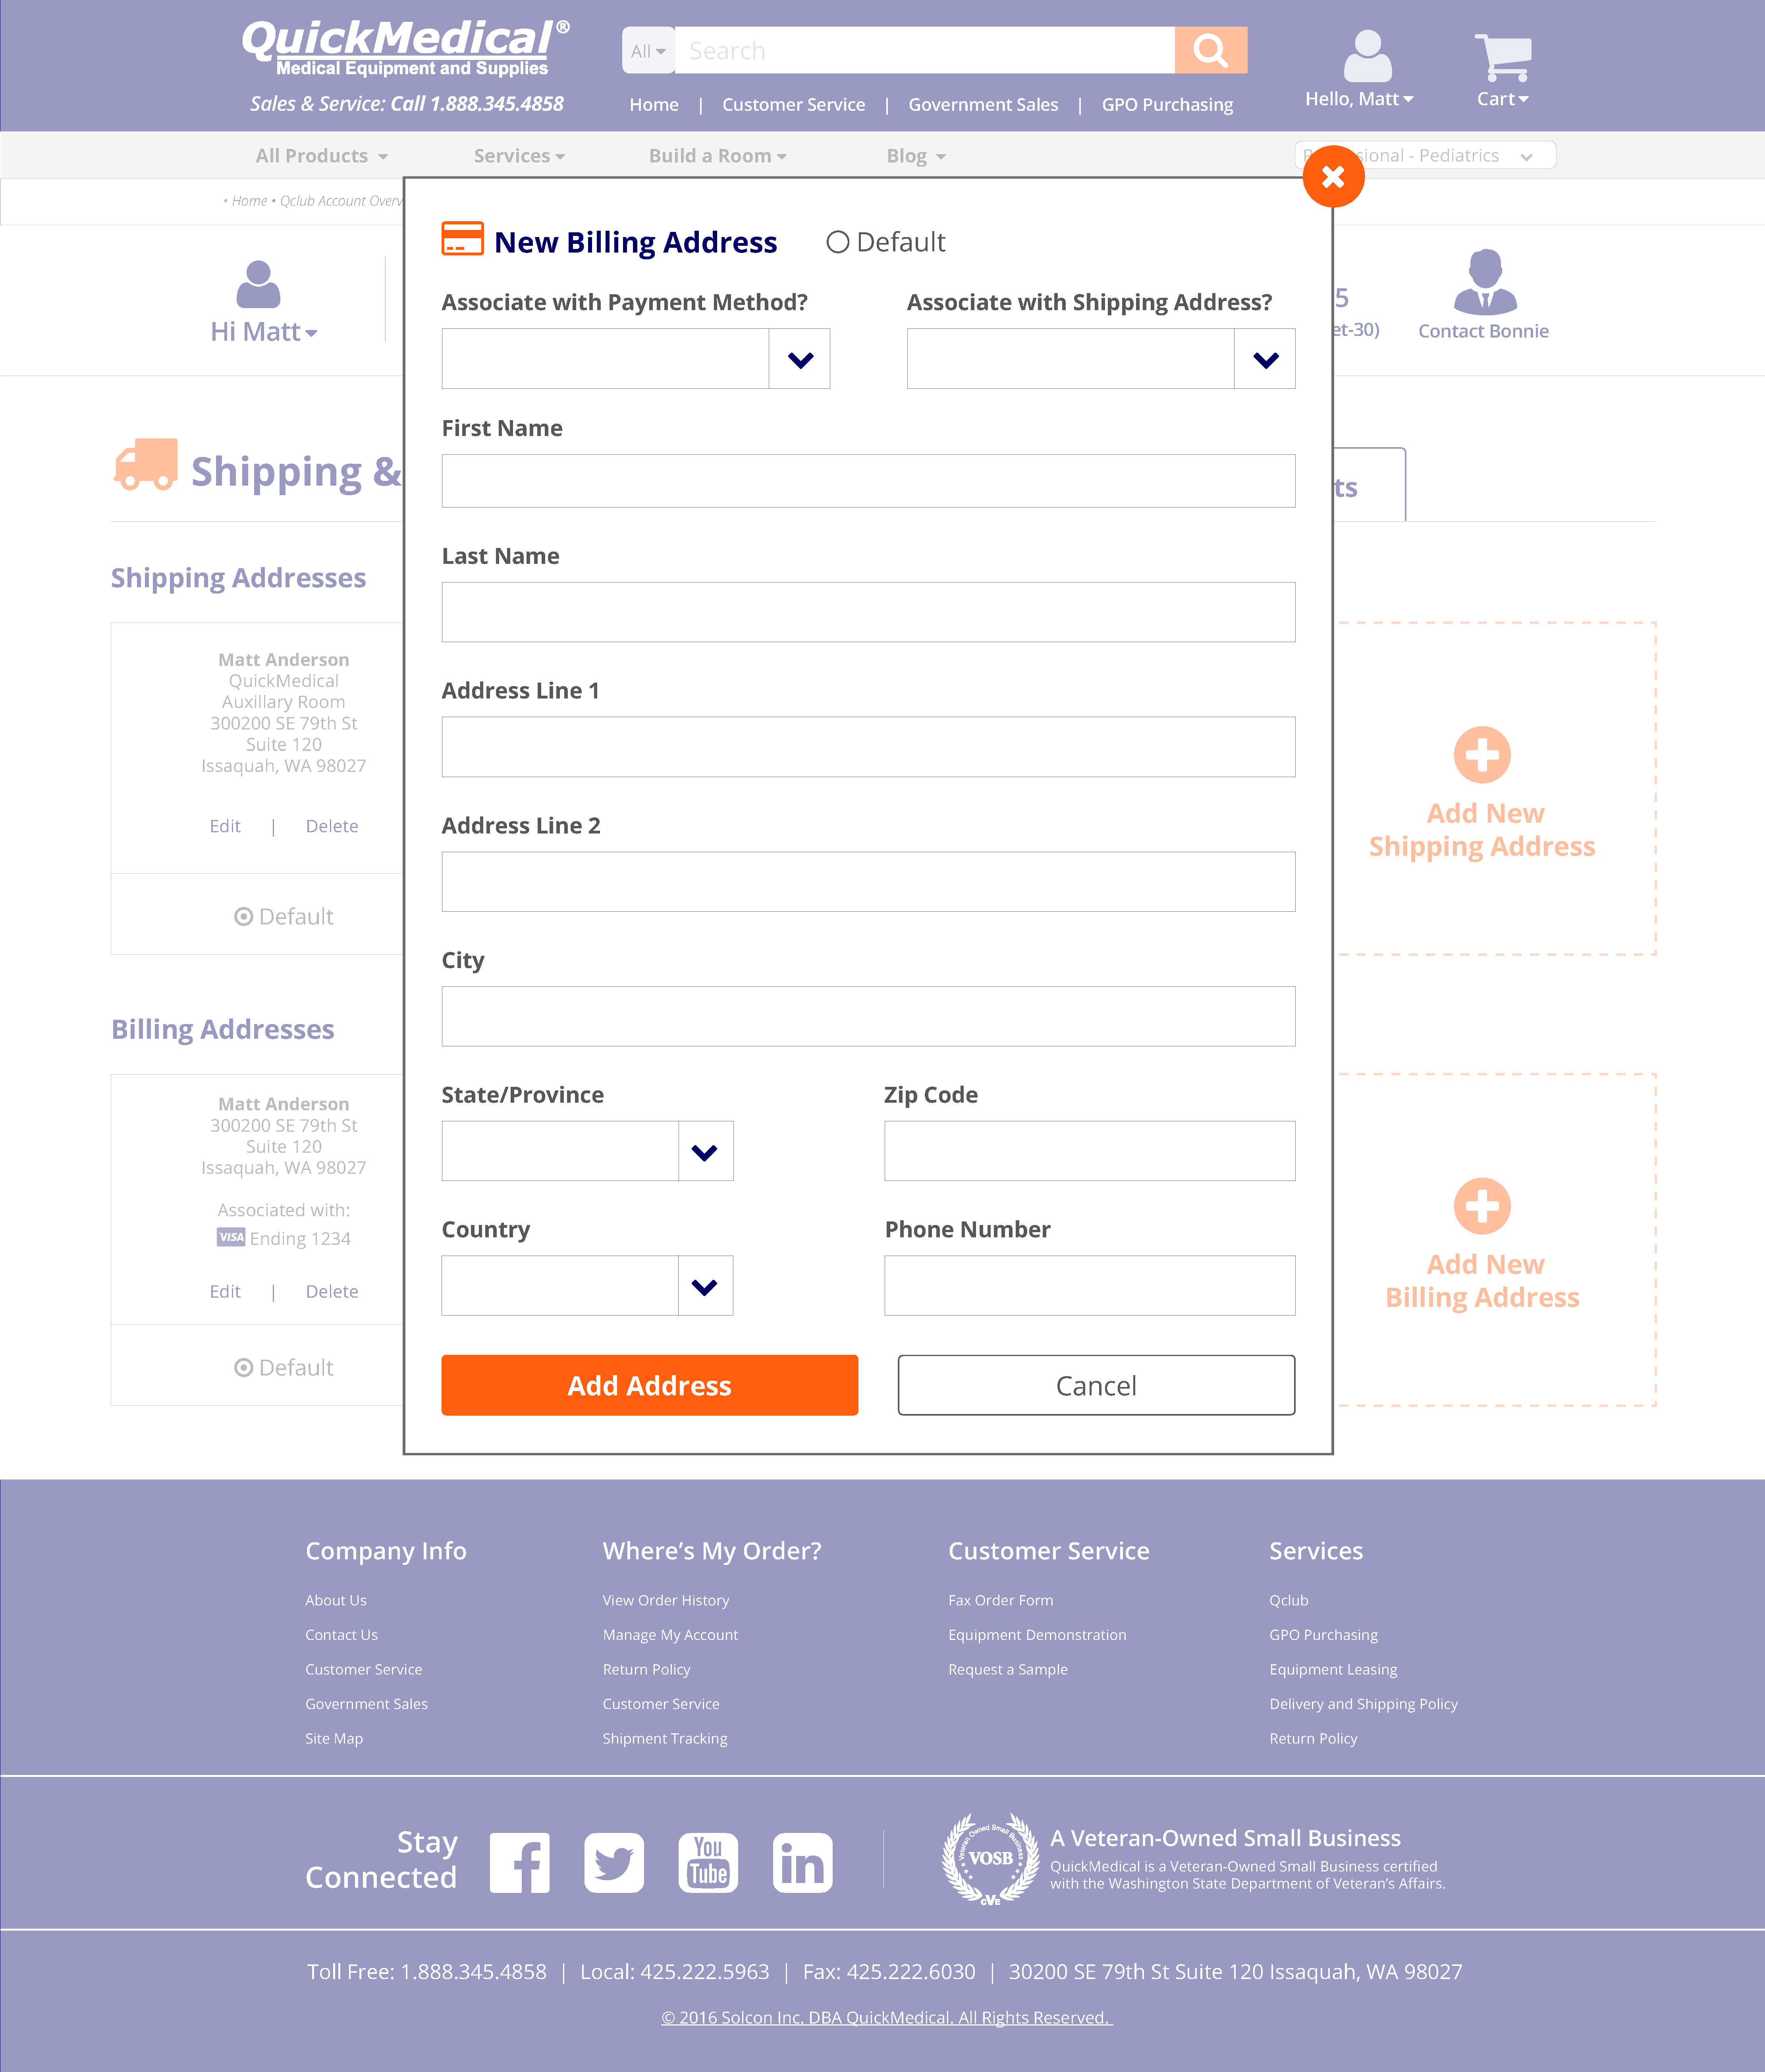 QuickMedical®
Medical Equipment and Supplies
Sales & Service: Call 1.888.345.4858
All
Search
Home | Customer Service | Government Sales | GPO Purchasing
Hello, Matt
Cart
All Products
Services
Build a Room
Blog
sional - Pediatrics
• Home • Qclub Account Overv
Hi Matt
5
et-30)
Contact Bonnie
New Billing Address
Default
Associate with Payment Method?
Associate with Shipping Address?
First Name
Last Name
Address Line 1
Address Line 2
City
State/Province
Zip Code
Country
Phone Number
Add Address
Cancel
Shipping &
ts
Shipping Addresses
Matt Anderson
QuickMedical
Auxillary Room
300200 SE 79th St
Suite 120
Issaquah, WA 98027
Edit | Delete
Default
Add New
Shipping Address
Billing Addresses
Matt Anderson
300200 SE 79th St
Suite 120
Issaquah, WA 98027
Associated with:
VISA Ending 1234
Edit | Delete
Default
Add New
Billing Address
Company Info
About Us
Contact Us
Customer Service
Government Sales
Site Map
Where's My Order?
View Order History
Manage My Account
Return Policy
Customer Service
Shipment Tracking
Customer Service
Fax Order Form
Equipment Demonstration
Request a Sample
Services
Qclub
GPO Purchasing
Equipment Leasing
Delivery and Shipping Policy
Return Policy
Stay
Connected
You
Tube
in
Veteran Owned Small Business
VOSB
CVE
A Veteran-Owned Small Business
QuickMedical is a Veteran-Owned Small Business certified
with the Washington State Department of Veteran's Affairs.
Toll Free: 1.888.345.4858 | Local: 425.222.5963 | Fax: 425.222.6030 | 30200 SE 79th St Suite 120 Issaquah, WA 98027
© 2016 Solcon Inc. DBA QuickMedical. All Rights Reserved.